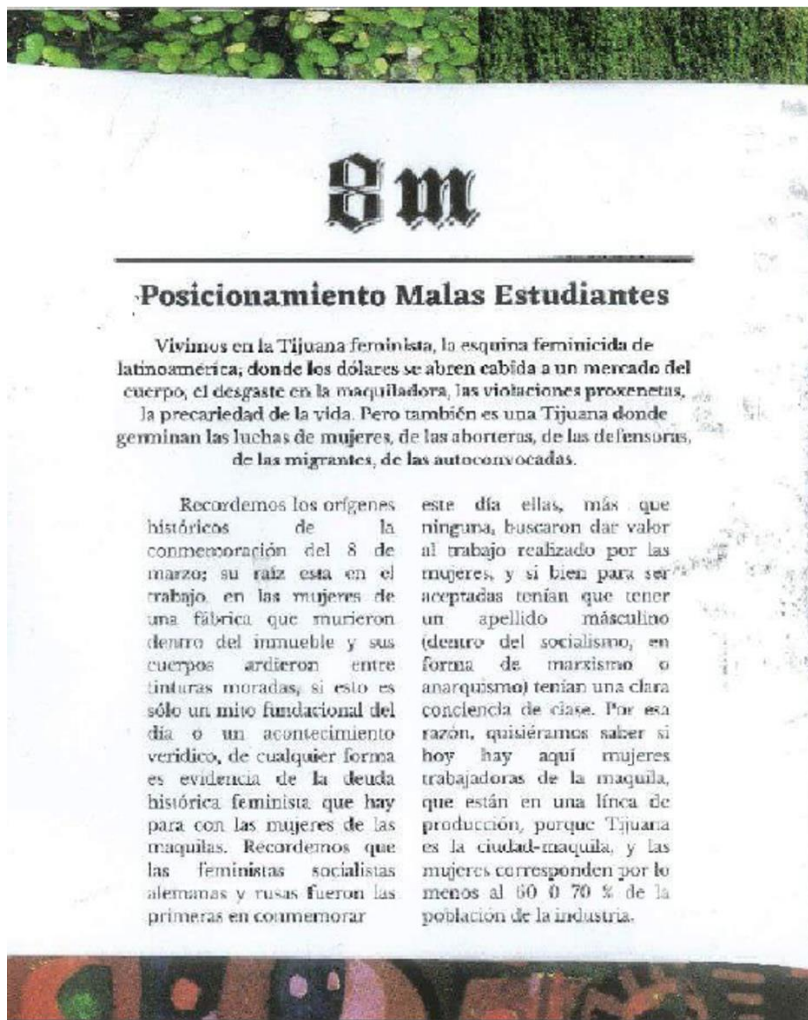 8m
Posicionamiento Malas Estudiantes
Vivimos en la Tijuana feminista, la esquina feminicida de
latinoamérica; donde los dólares se abren cabida a un mercado del
cuerpo, el desgaste en la maquiladora, las violaciones proxenetas,
la precariedad de la vida. Pero también es una Tijuana donde
germinan las luchas de mujeres, de las aborteras, de las defensoras,
de las migrantes, de las autoconvocadas.
Recordemos los orígenes
históricos de la
conmemoración del 8 de
marzo; su raíz esta en el
trabajo, en las mujeres de
una fábrica que murieron
dentro del inmueble y sus
cuerpos ardieron entre
tinturas moradas, si esto es
sólo un mito fundacional del
día o un acontecimiento
verídico, de cualquier forma
es evidencia de la deuda
histórica feminista que hay
para con las mujeres de las
maquilas. Recordemos que
las feministas socialistas
alemanas y rusas fueron las
primeras en conmemorar
este día ellas, más que
ninguna, buscaron dar valor
al trabajo realizado por las
mujeres, y si bien para ser
aceptadas tenían que tener
un apellido másculino
(dentro del socialismo, en
forma de marxismo o
anarquismo) tenían una clara
conciencia de clase. Por esa
razón, quisiéramos saber si
hoy hay aquí mujeres
trabajadoras de la maquila,
que están en una línea de
producción, porque Tijuana
es la ciudad-maquila, y las
mujeres corresponden por lo
menos al 60 0 70 % de la
población de la industria.